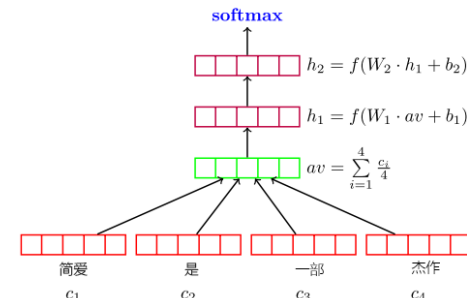 softmax
h₂ = f(W₂ · h₁ + b₂)
h₁ = f(W₁ · av + b₁)
av = ∑_{i=1}^{4} c_i/4
简爱 是 一部 杰作
c₁ c₂ c₃ c₄